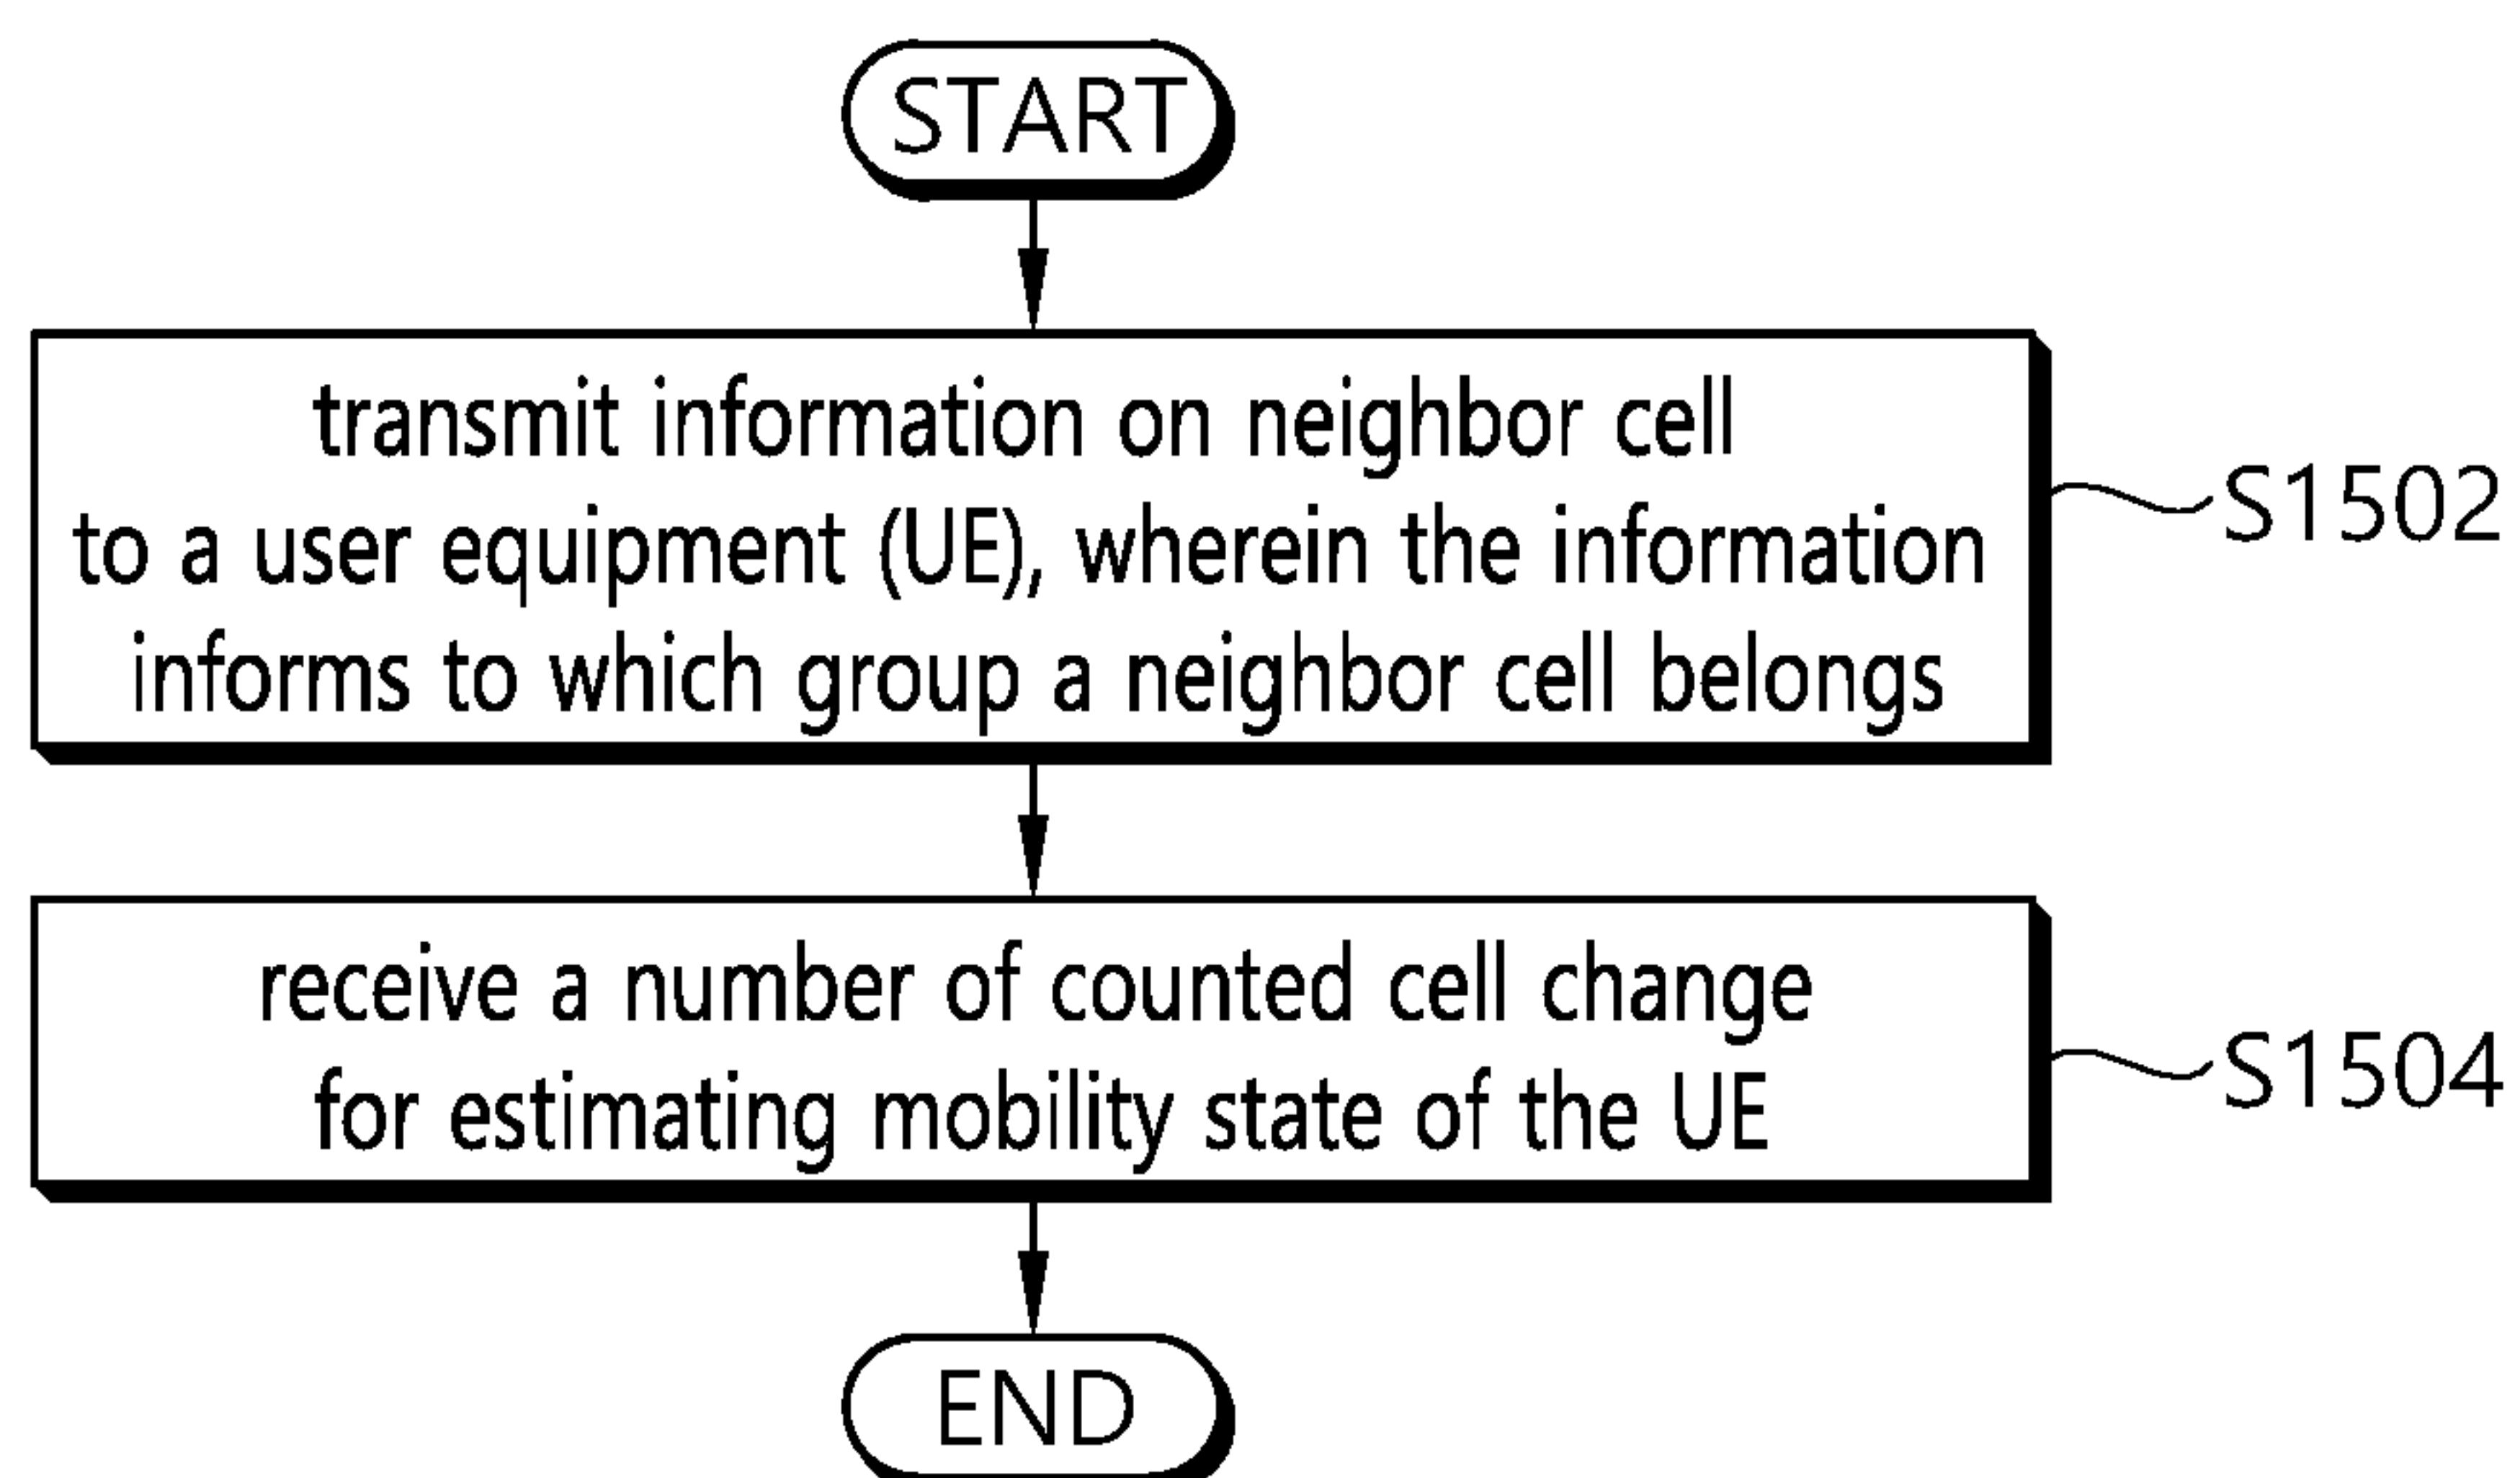 START
transmit information on neighbor cell
to a user equipment (UE), wherein the information
informs to which group a neighbor cell belongs
S1502
receive a number of counted cell change
for estimating mobility state of the UE
S1504
END